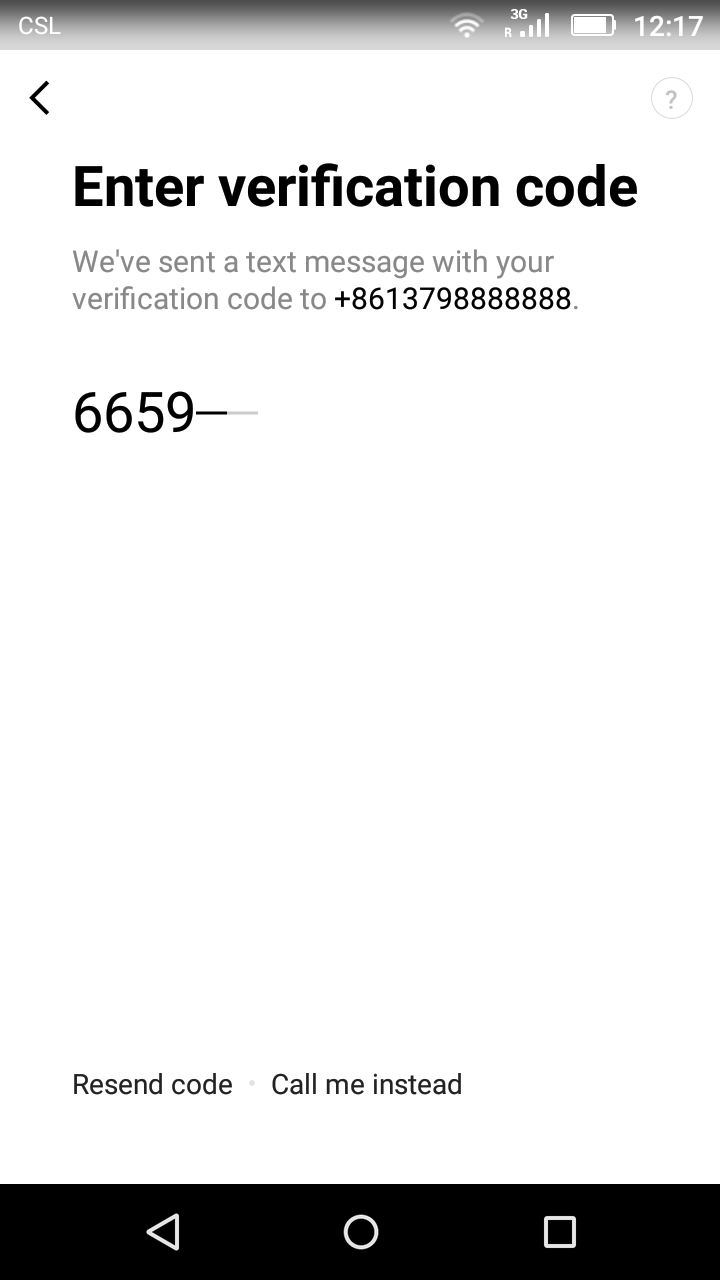 CSL
3G
R
12:17
?
Enter verification code
We've sent a text message with your
verification code to +8613798888888.
6659
Resend code • Call me instead